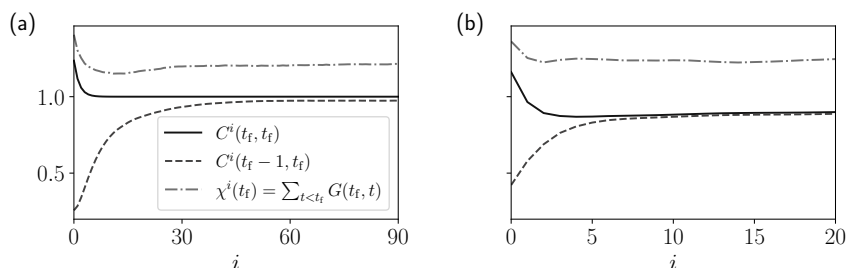 (a)
1.0
0.5
C^i(t_f, t_f)
C^i(t_f − 1, t_f)
χ^i(t_f) = ∑_{t<t_f} G(t_f, t)
0 30 60 90
i
(b)
0 5 10 15 20
i